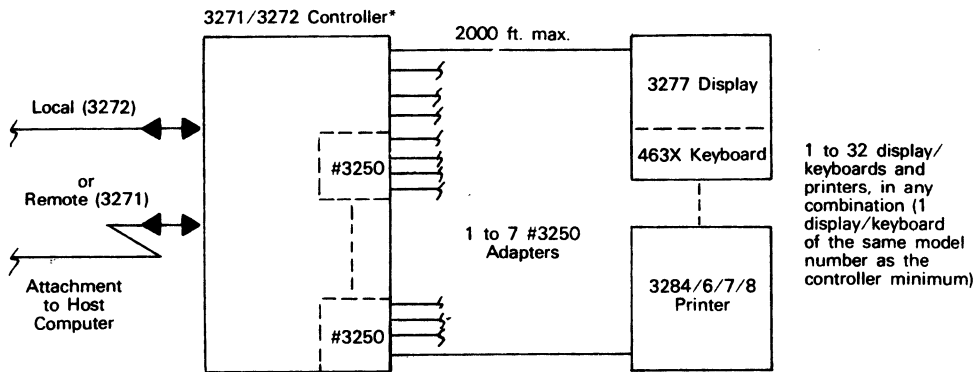 3271/3272 Controller*
2000 ft. max.
Local (3272)
or
Remote (3271)
Attachment
to Host
Computer
#3250
#3250
1 to 7 #3250
Adapters
3277 Display
463X Keyboard
3284/6/7/8
Printer
1 to 32 display/
keyboards and
printers, in any
combination (1
display/keyboard
of the same model
number as the
controller minimum)